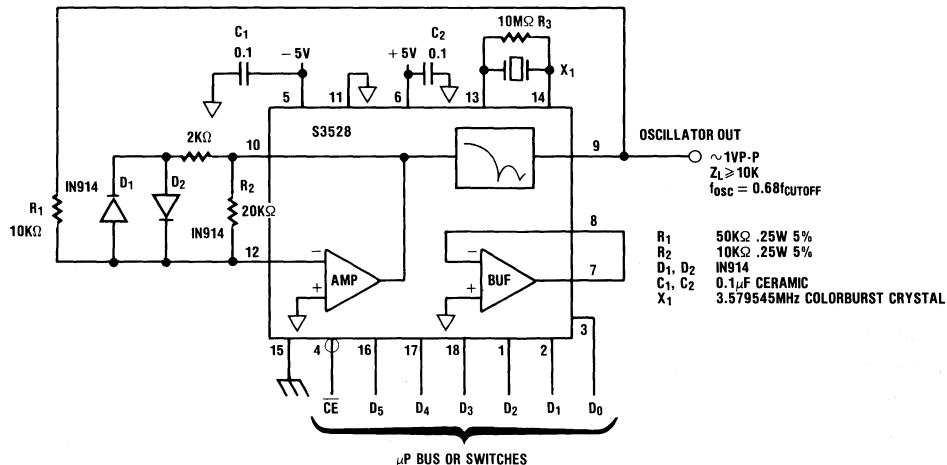 10MΩ R3
C1
0.1
– 5V
+ 5V
C2
0.1
X1
5
11
6
13
14
S3528
2KΩ
10
9
OSCILLATOR OUT
~1VP-P
ZL ≥ 10K
fOSC = 0.68fCUTOFF
IN914
D1
D2
R2
20KΩ
R1
10KΩ
IN914
12
8
–
AMP
+
–
BUF
+
7
R1 50KΩ .25W 5%
R2 10KΩ .25W 5%
D1, D2 IN914
C1, C2 0.1μF CERAMIC
X1 3.579545MHz COLORBURST CRYSTAL
3
15
4
16
17
18
1
2
CE
D5
D4
D3
D2
D1
D0
μP BUS OR SWITCHES